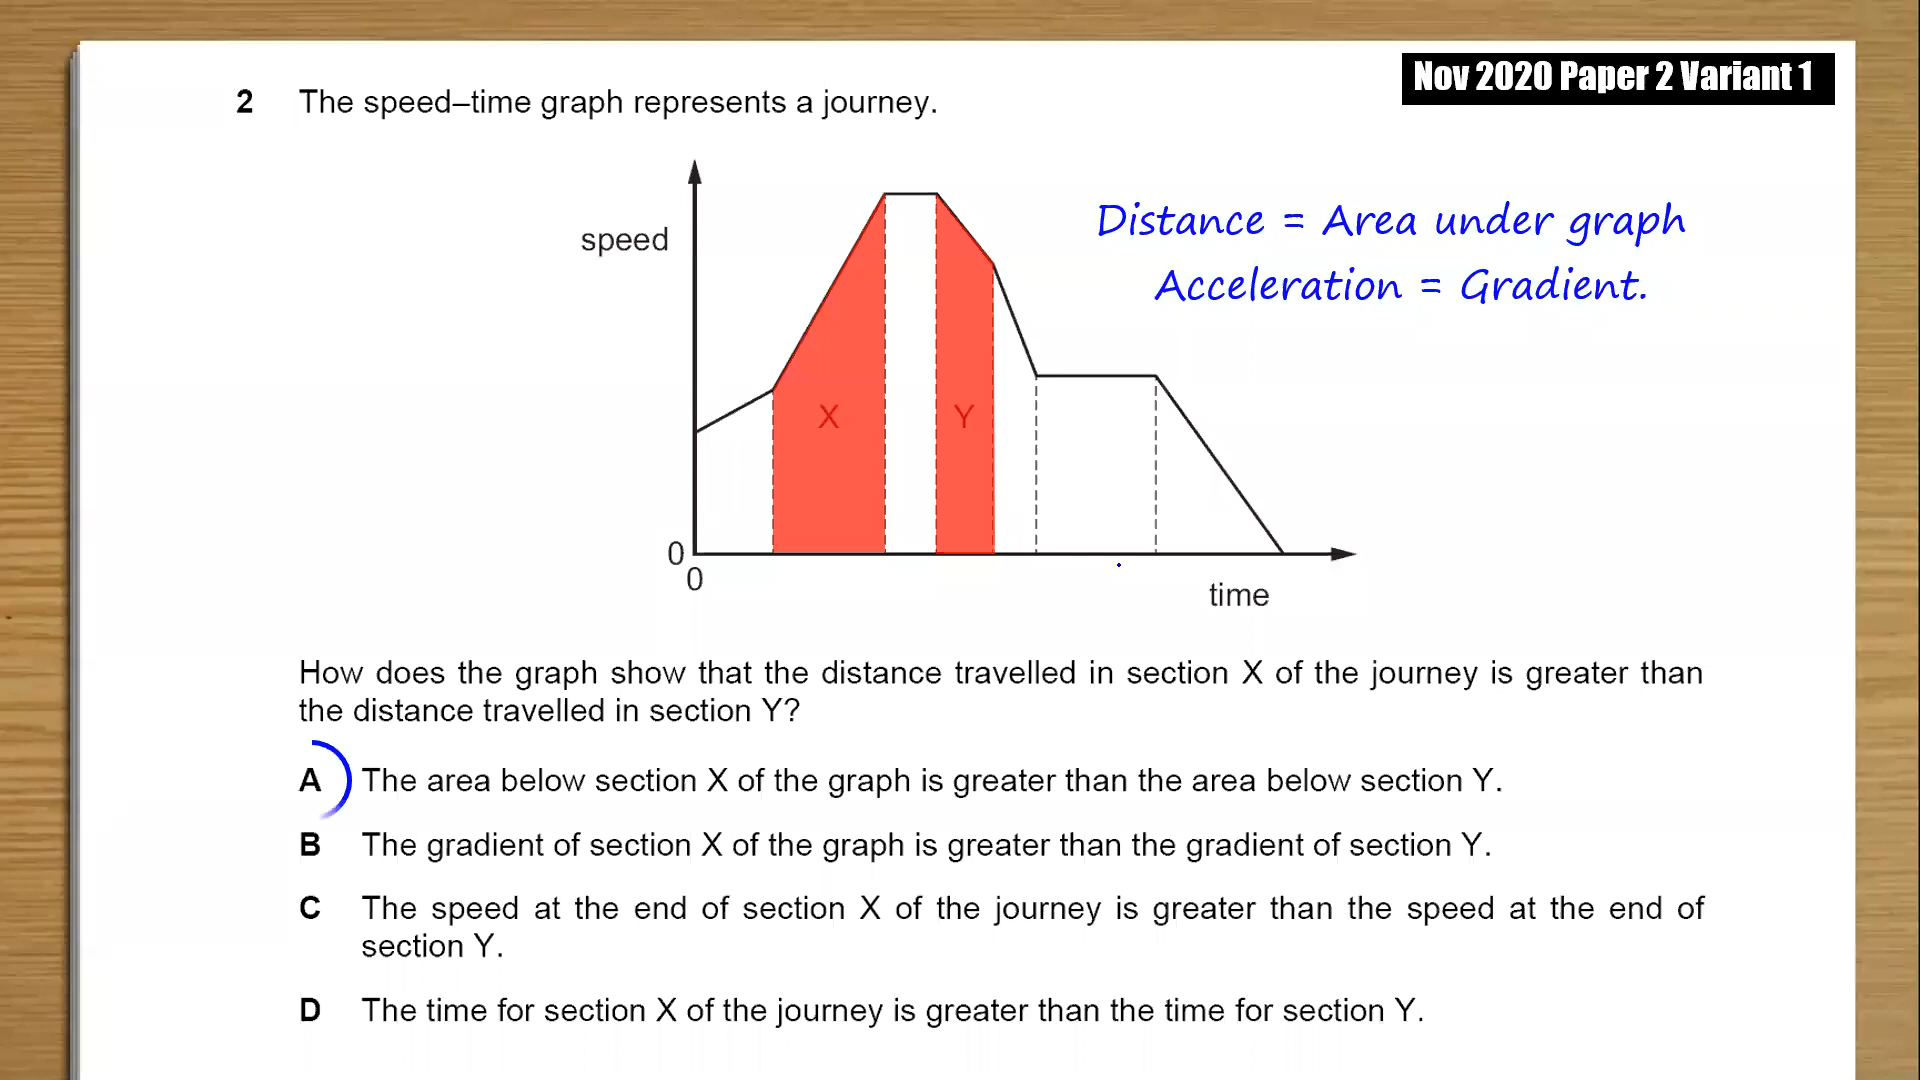 Nov 2020 Paper 2 Variant 1
2 The speed–time graph represents a journey.
speed
Distance = Area under graph
Acceleration = Gradient.
X
Y
0
0
time
How does the graph show that the distance travelled in section X of the journey is greater than
the distance travelled in section Y?
A The area below section X of the graph is greater than the area below section Y.
B The gradient of section X of the graph is greater than the gradient of section Y.
C The speed at the end of section X of the journey is greater than the speed at the end of
section Y.
D The time for section X of the journey is greater than the time for section Y.